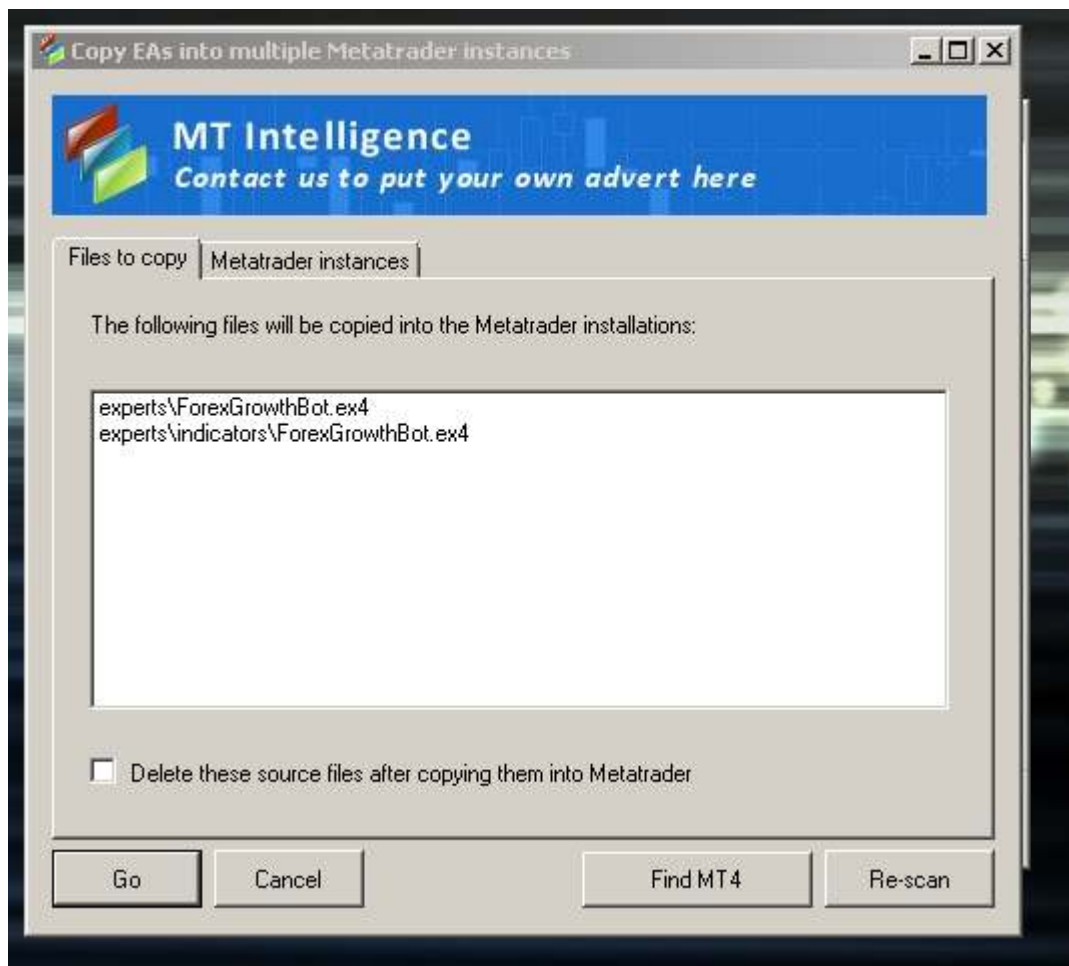 Copy EAs into multiple Metatrader instances
MT Intelligence
Contact us to put your own advert here
Files to copy
Metatrader instances
The following files will be copied into the Metatrader installations:
experts\ForexGrowthBot.ex4
experts\indicators\ForexGrowthBot.ex4
Delete these source files after copying them into Metatrader
Go
Cancel
Find MT4
Re-scan